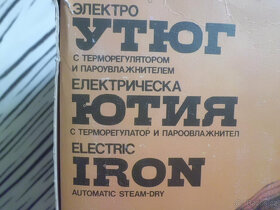 ЭЛЕКТРО
УТЮГ
С ТЕРМОРЕГУЛЯТОРОМ
И ПАРОУВЛАЖНИТЕЛЕМ
ЕЛЕКТРИЧЕСКА
ЮТИЯ
С ТЕРМОРЕГУЛАТОР И ПАРООВЛАЖНИТЕЛ
ELECTRIC
IRON
AUTOMATIC STEAM-DRY